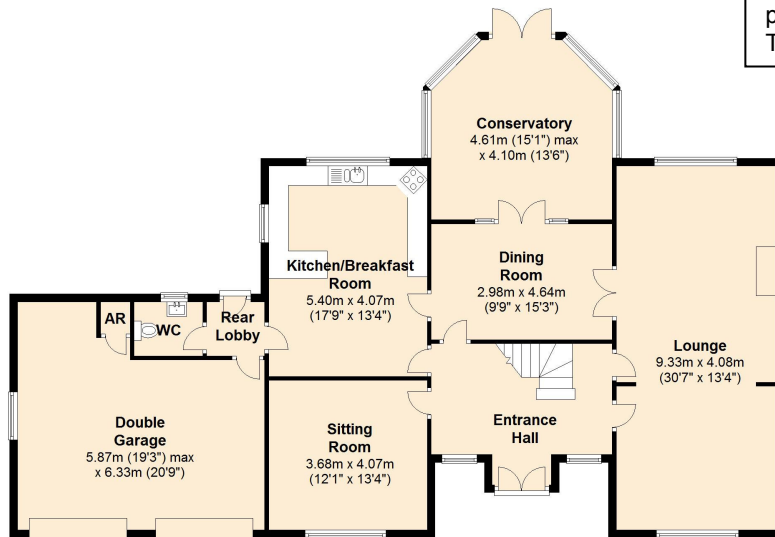 p
T
Conservatory
4.61m (15'1") max
x 4.10m (13'6")
Kitchen/Breakfast
Room
5.40m x 4.07m
(17'9" x 13'4")
Dining
Room
2.98m x 4.64m
(9'9" x 15'3")
AR
WC
Rear
Lobby
Lounge
9.33m x 4.08m
(30'7" x 13'4")
Double
Garage
5.87m (19'3") max
x 6.33m (20'9")
Sitting
Room
3.68m x 4.07m
(12'1" x 13'4")
Entrance
Hall